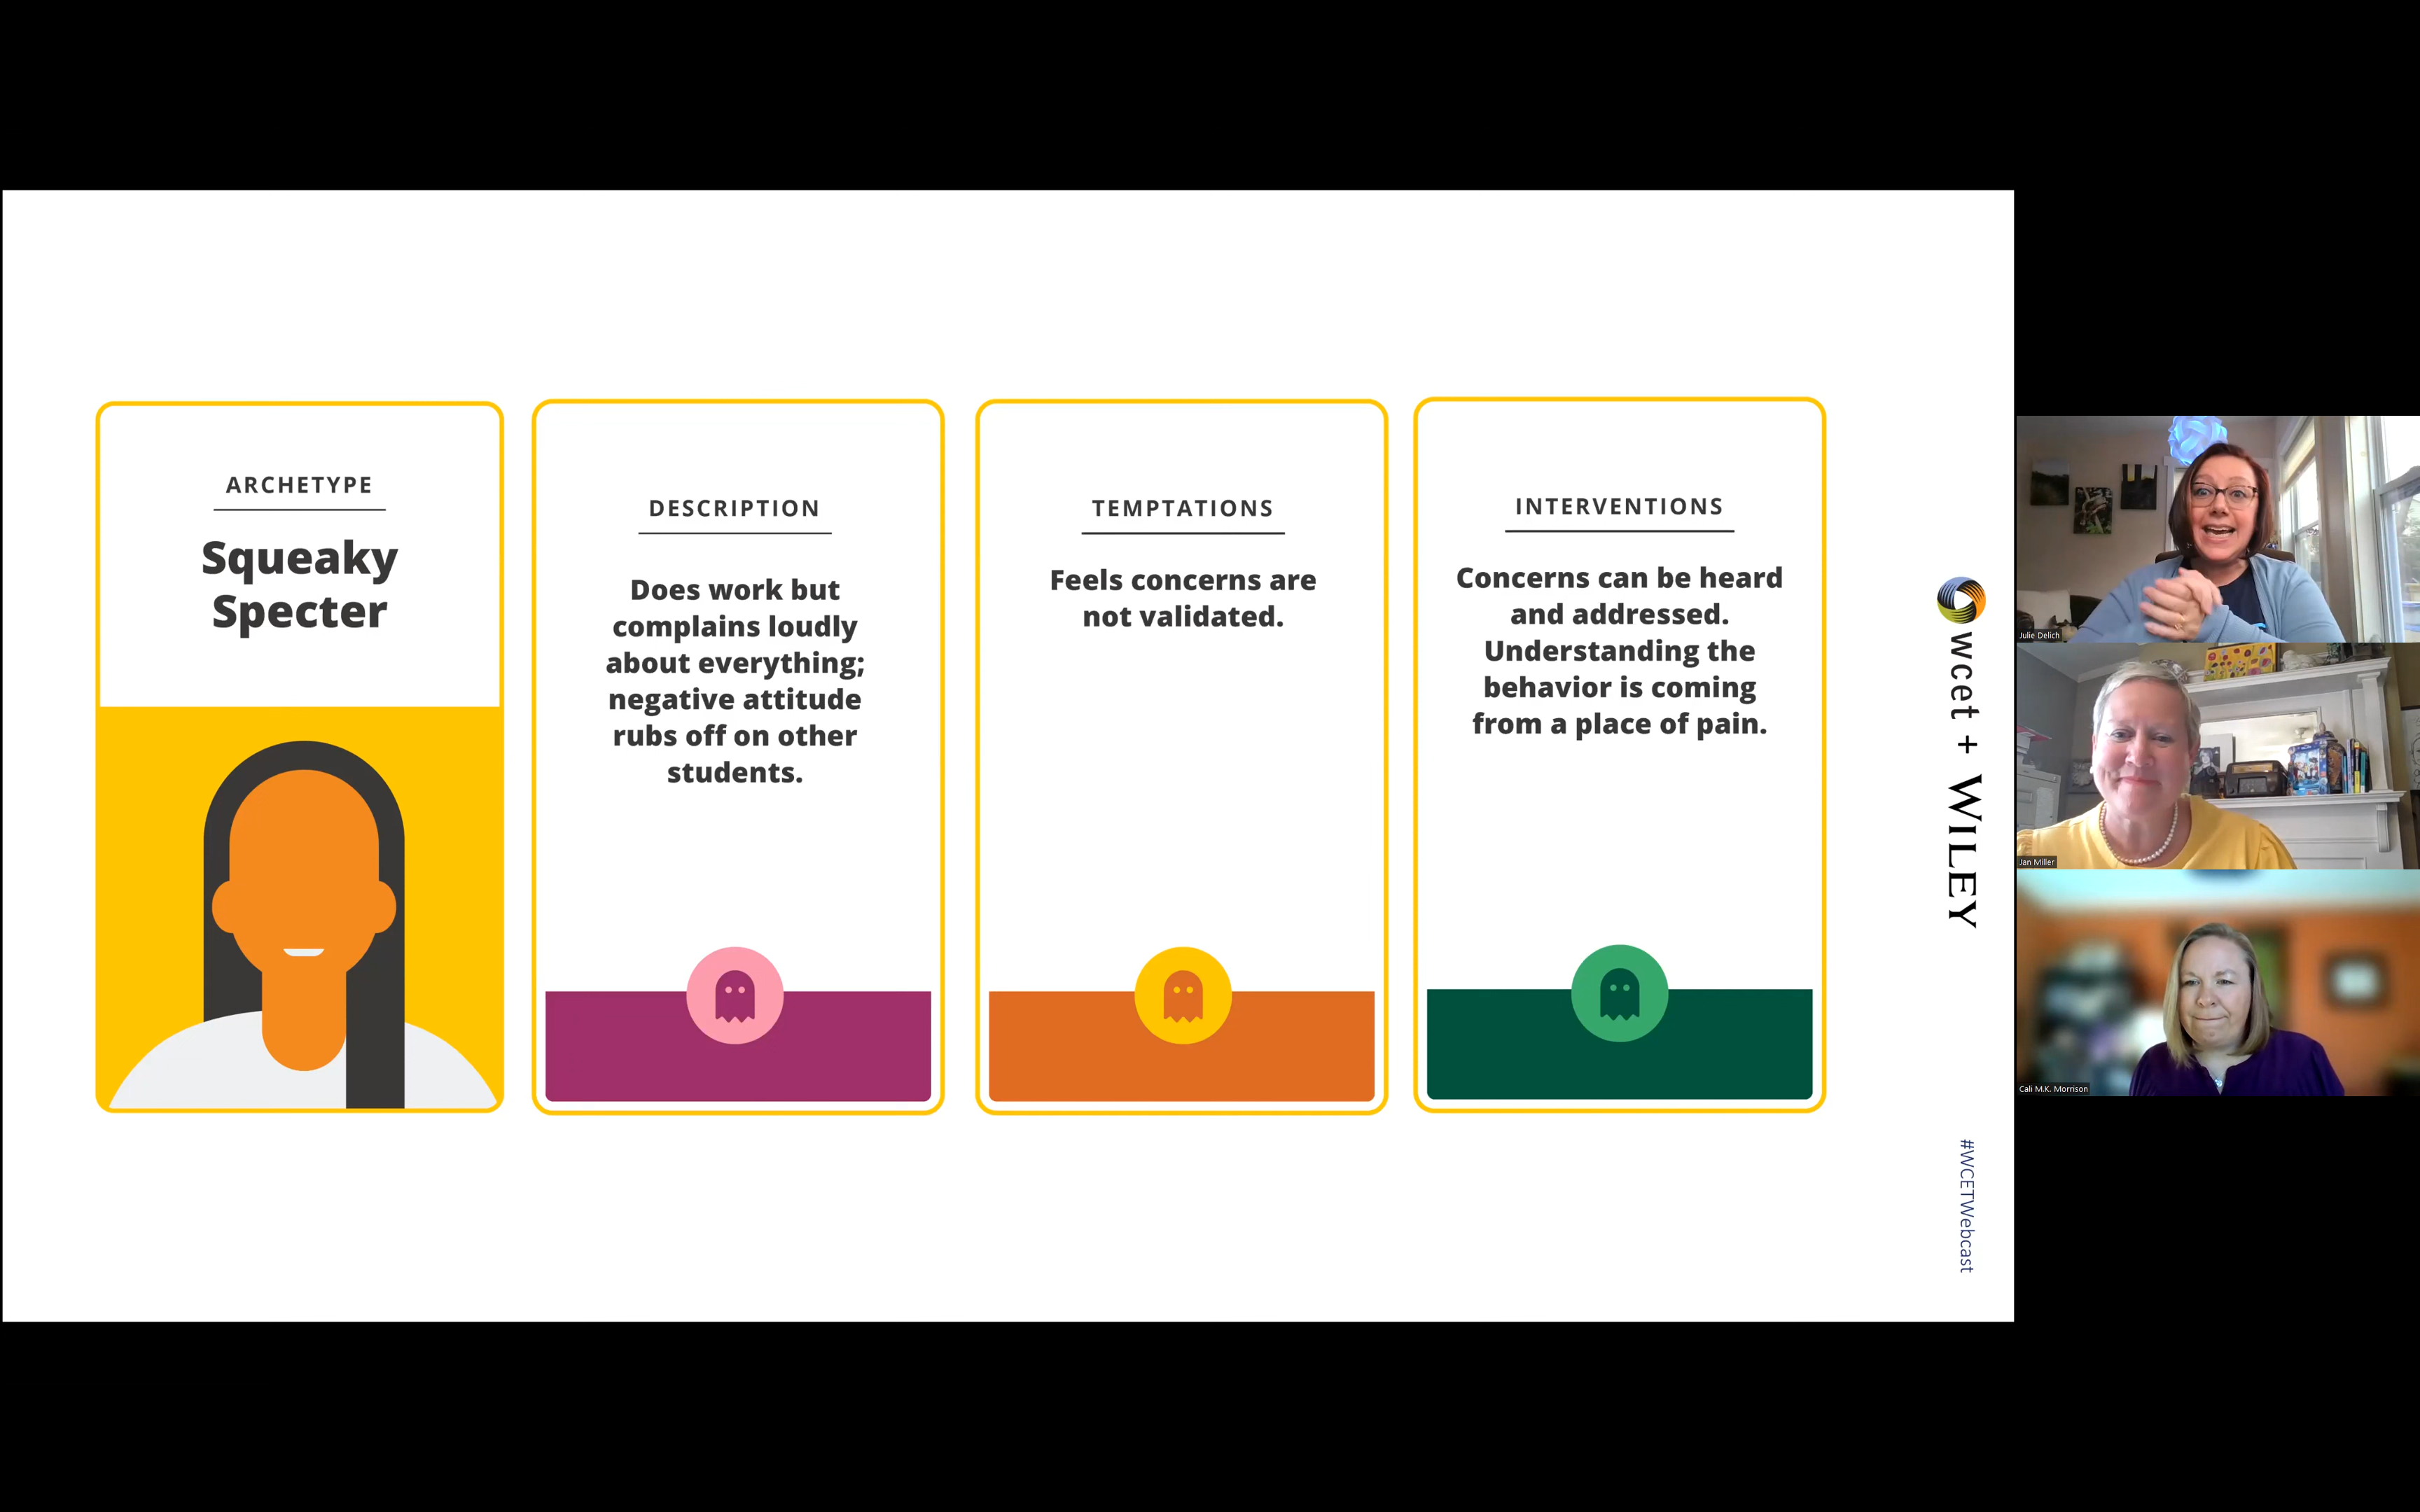 ARCHETYPE
Squeaky
Specter
DESCRIPTION
Does work but
complains loudly
about everything;
negative attitude
rubs off on other
students.
TEMPTATIONS
Feels concerns are
not validated.
INTERVENTIONS
Concerns can be heard
and addressed.
Understanding the
behavior is coming
from a place of pain.
wcet + WILEY
#WCETWebcast
Julie Delich
Jan Miller
Cali M.K. Morrison